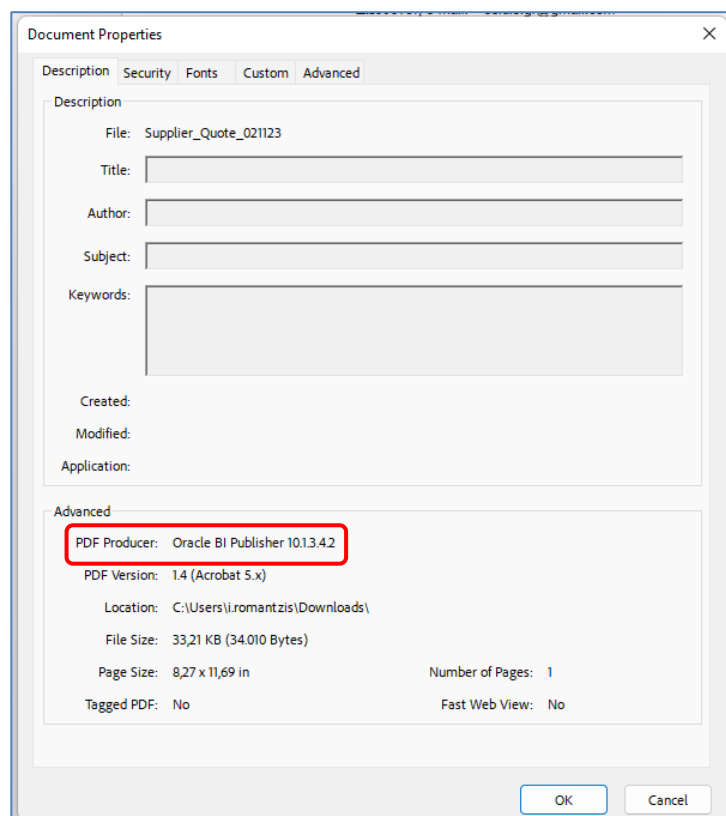 Document Properties
Description Security Fonts Custom Advanced
Description
File: Supplier_Quote_021123
Title:
Author:
Subject:
Keywords:
Created:
Modified:
Application:
Advanced
PDF Producer: Oracle BI Publisher 10.1.3.4.2
PDF Version: 1.4 (Acrobat 5.x)
Location: C:\Users\i.romantzis\Downloads\
File Size: 33,21 KB (34.010 Bytes)
Page Size: 8,27 x 11,69 in Number of Pages: 1
Tagged PDF: No Fast Web View: No
OK Cancel